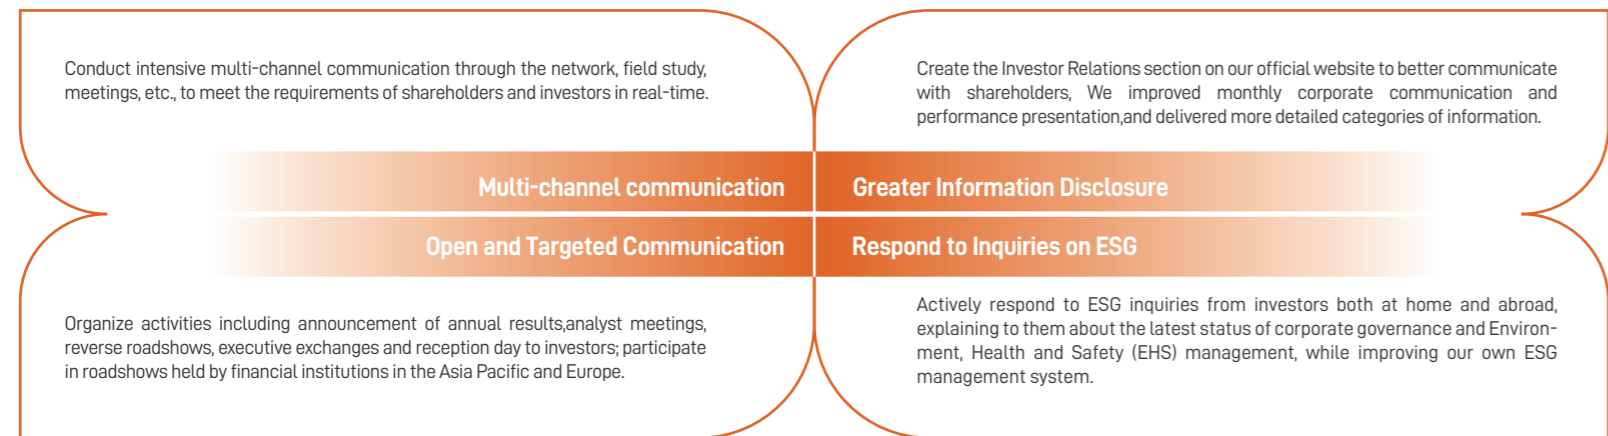 Conduct intensive multi-channel communication through the network, field study,
meetings, etc., to meet the requirements of shareholders and investors in real-time.
Create the Investor Relations section on our official website to better communicate
with shareholders, We improved monthly corporate communication and
performance presentation,and delivered more detailed categories of information.
Multi-channel communication
Greater Information Disclosure
Open and Targeted Communication
Respond to Inquiries on ESG
Organize activities including announcement of annual results,analyst meetings,
reverse roadshows, executive exchanges and reception day to investors; participate
in roadshows held by financial institutions in the Asia Pacific and Europe.
Actively respond to ESG inquiries from investors both at home and abroad,
explaining to them about the latest status of corporate governance and Environ-
ment, Health and Safety (EHS) management, while improving our own ESG
management system.